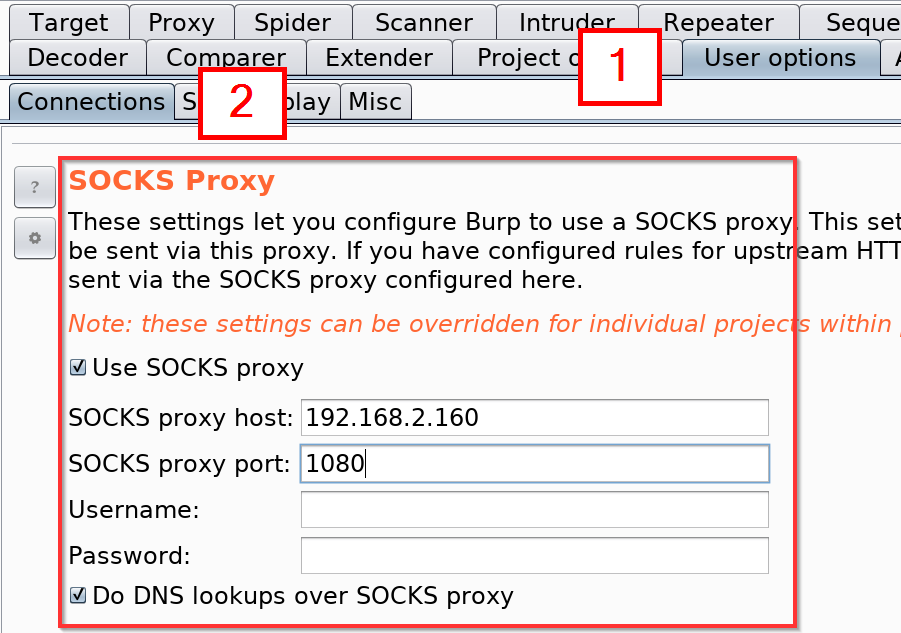 Target Proxy Spider Scanner Intruder Repeater Seque
Decoder Comparer Extender Project o User options A
1
Connections S play Misc
2
?
SOCKS Proxy
These settings let you configure Burp to use a SOCKS proxy. This set
be sent via this proxy. If you have configured rules for upstream HTT
sent via the SOCKS proxy configured here.
Note: these settings can be overridden for individual projects within
Use SOCKS proxy
SOCKS proxy host: 192.168.2.160
SOCKS proxy port: 1080
Username:
Password:
Do DNS lookups over SOCKS proxy